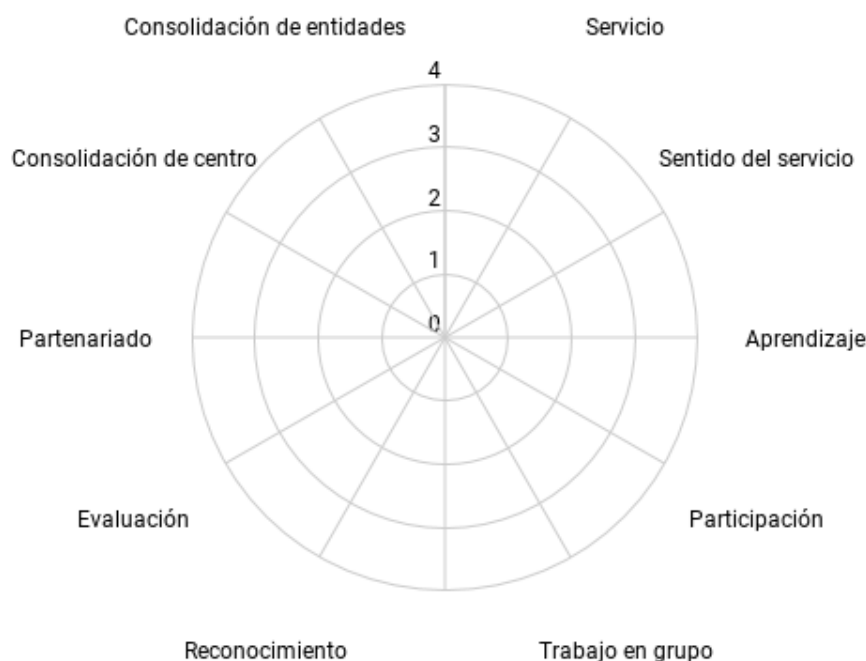 Consolidación de entidades
Servicio
4
Consolidación de centro
3
Sentido del servicio
2
1
Partenariado
0
Aprendizaje
Evaluación
Participación
Reconocimiento
Trabajo en grupo